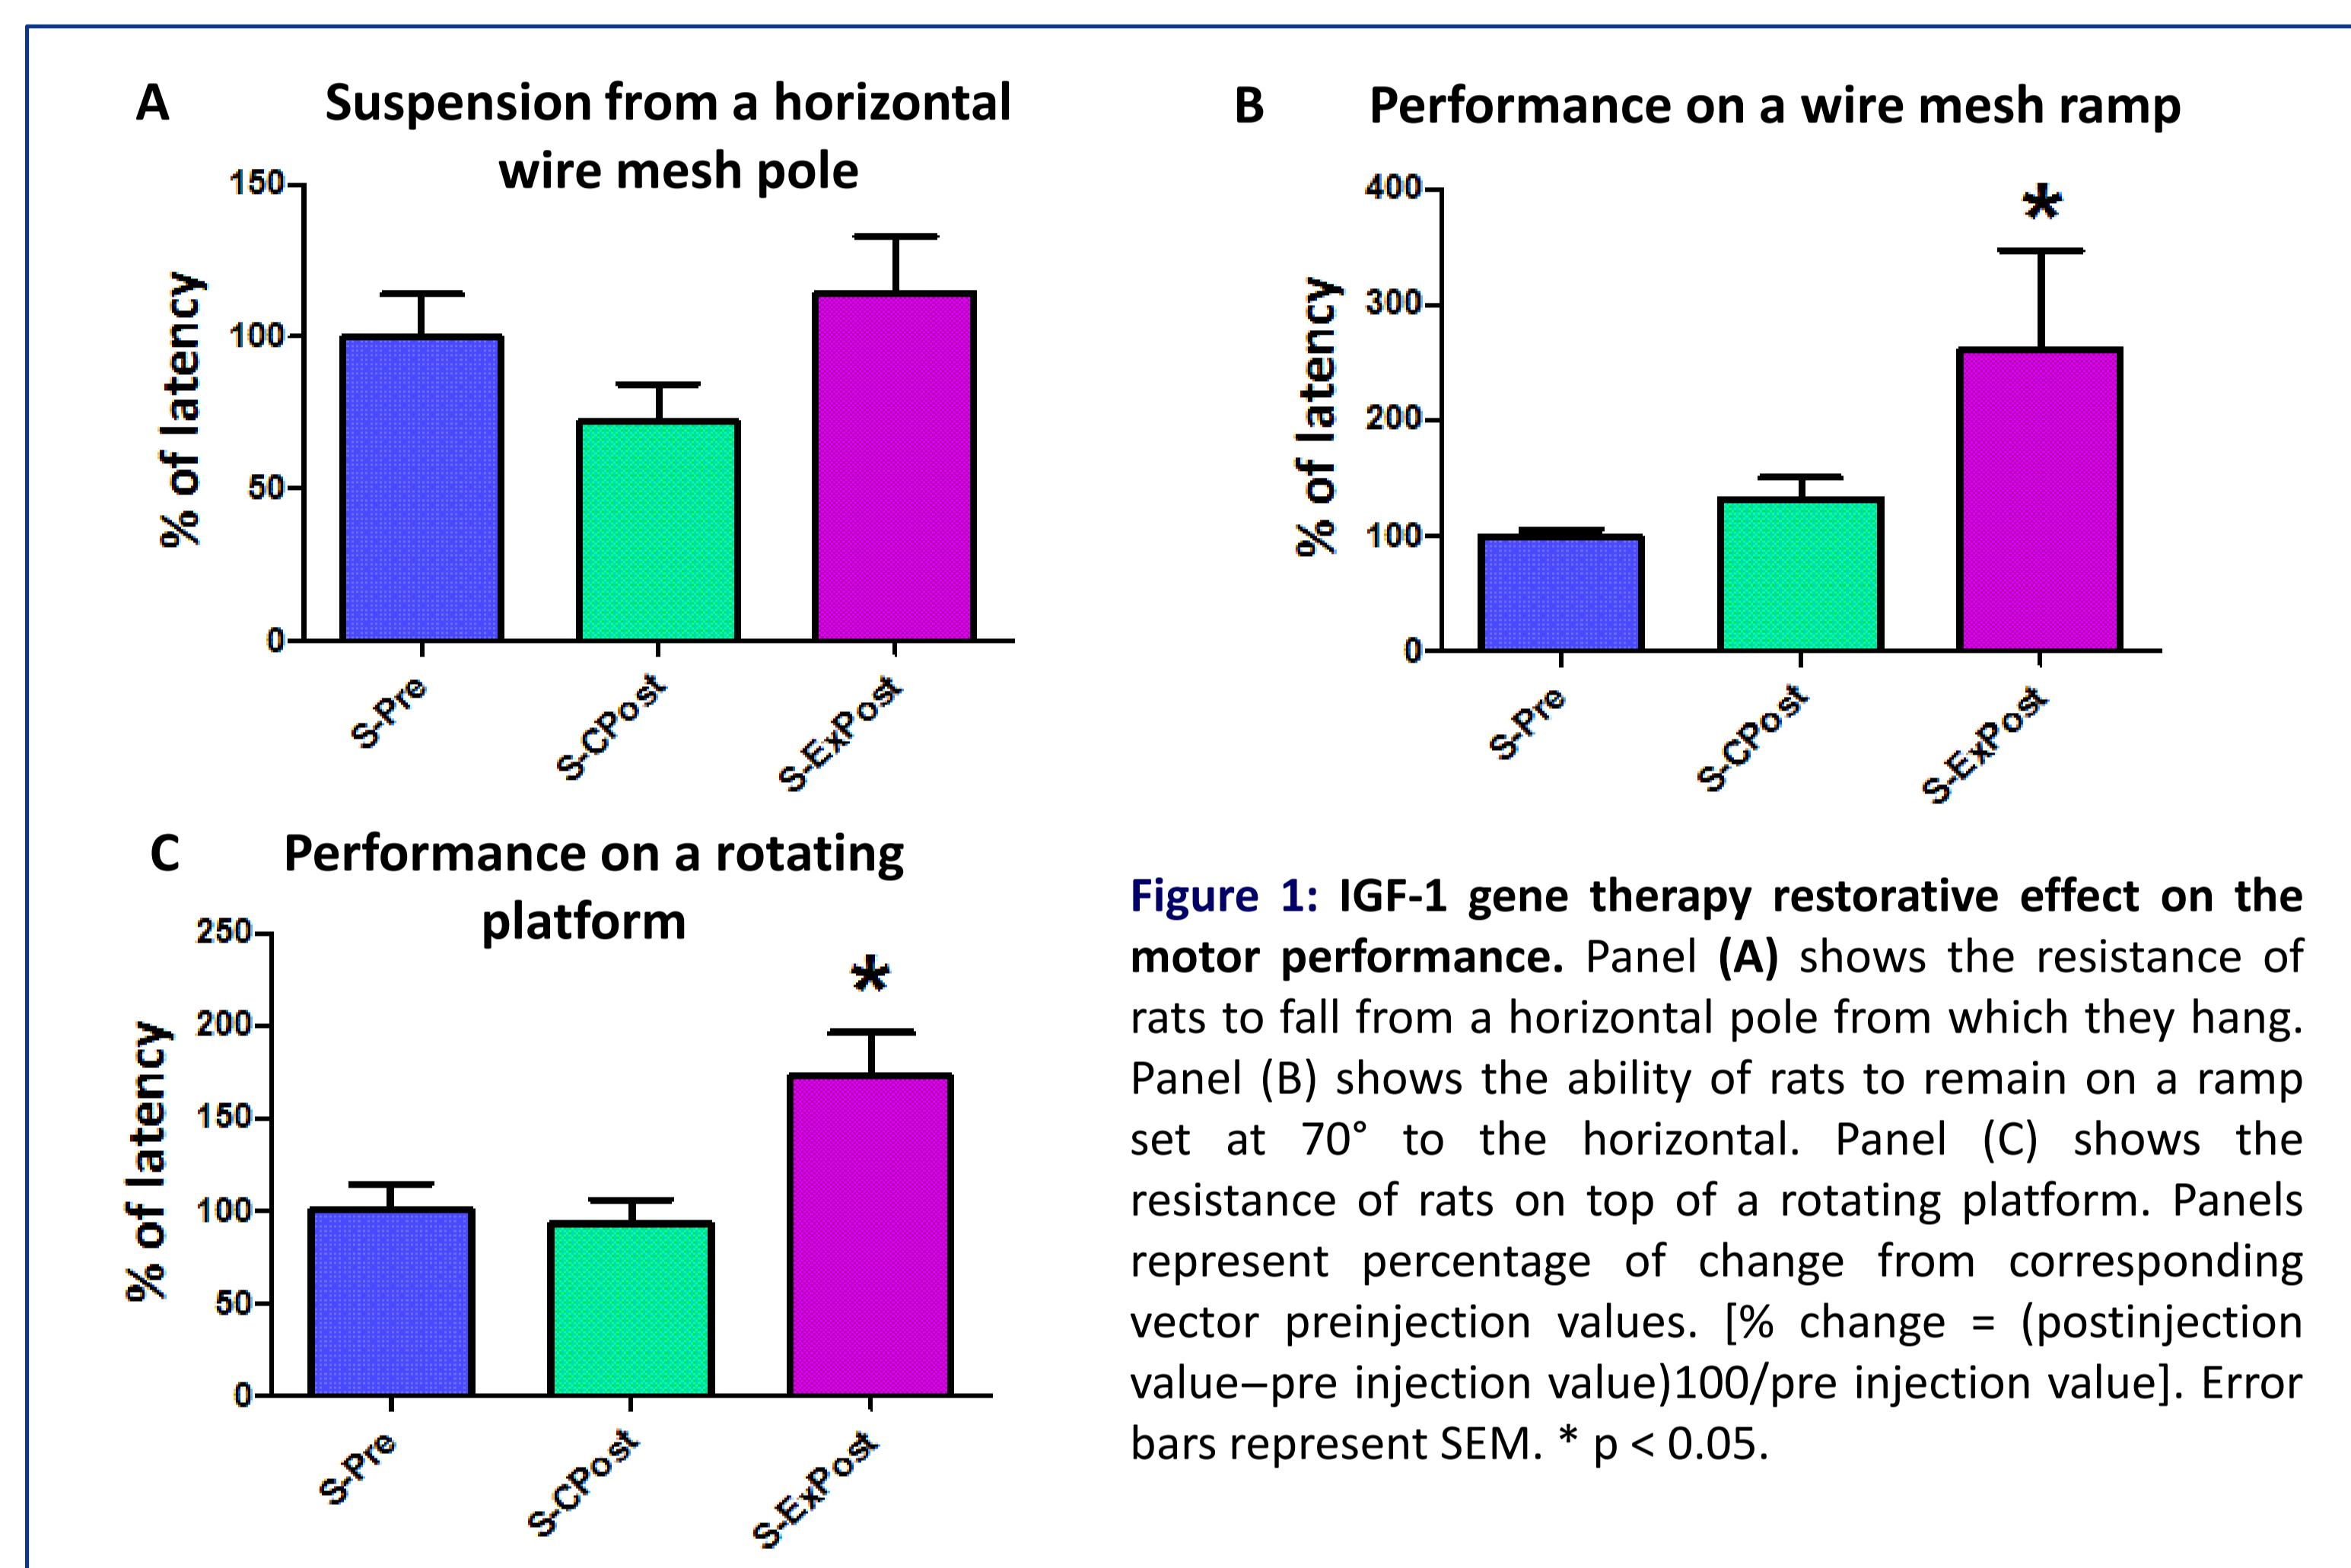 A
Suspension from a horizontal
wire mesh pole
150
100
50
0
% of latency
S-Pre
S-CPost
S-ExPost
B
Performance on a wire mesh ramp
400
300
200
100
0
% of latency
*
S-Pre
S-CPost
S-ExPost
C
Performance on a rotating
platform
250
200
150
100
50
0
% of latency
*
S-Pre
S-CPost
S-ExPost
Figure 1: IGF-1 gene therapy restorative effect on the
motor performance. Panel (A) shows the resistance of
rats to fall from a horizontal pole from which they hang.
Panel (B) shows the ability of rats to remain on a ramp
set at 70° to the horizontal. Panel (C) shows the
resistance of rats on top of a rotating platform. Panels
represent percentage of change from corresponding
vector preinjection values. [% change = (postinjection
value–pre injection value)100/pre injection value]. Error
bars represent SEM. * p < 0.05.